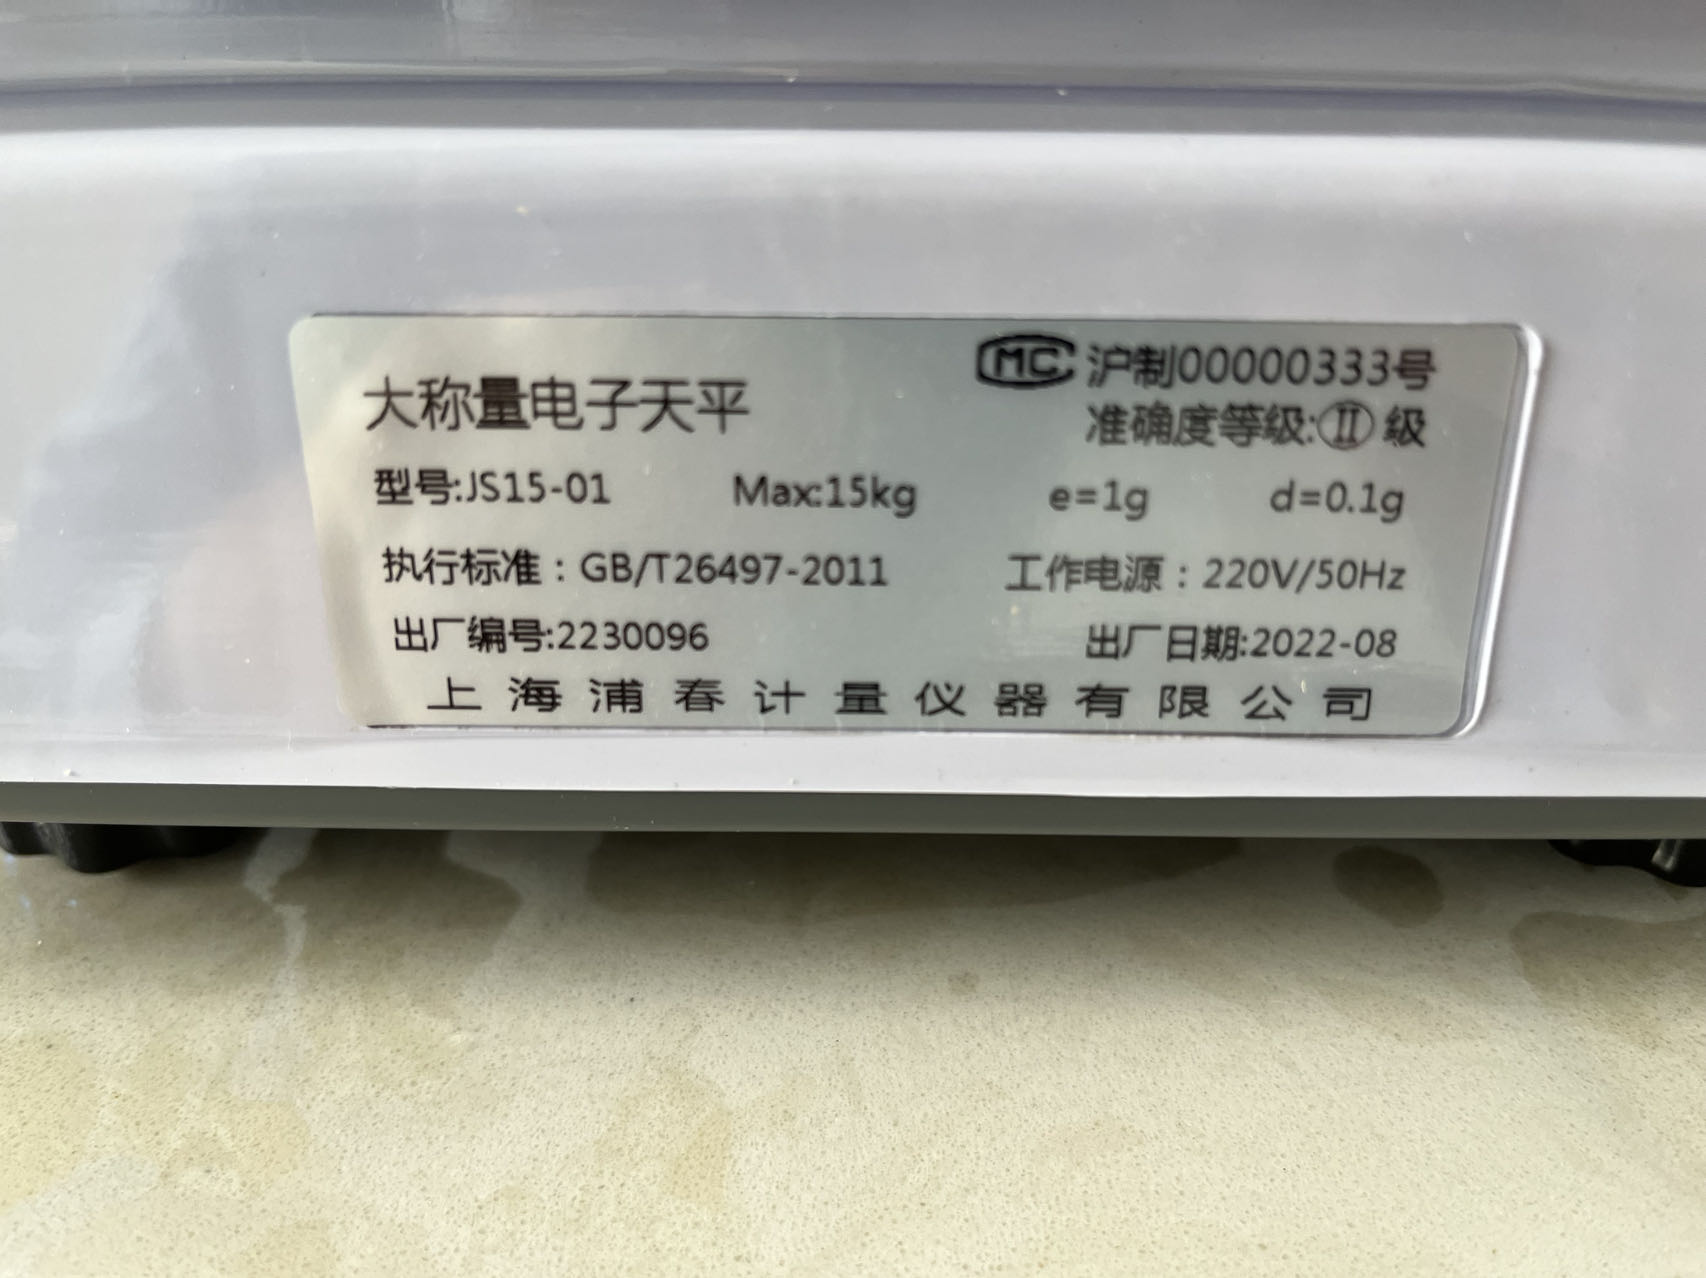 MC 沪制00000333号
大称量电子天平
准确度等级:Ⅱ级
型号:JS15-01 Max:15kg e=1g d=0.1g
执行标准：GB/T26497-2011 工作电源：220V/50Hz
出厂编号:2230096 出厂日期:2022-08
上海浦春计量仪器有限公司